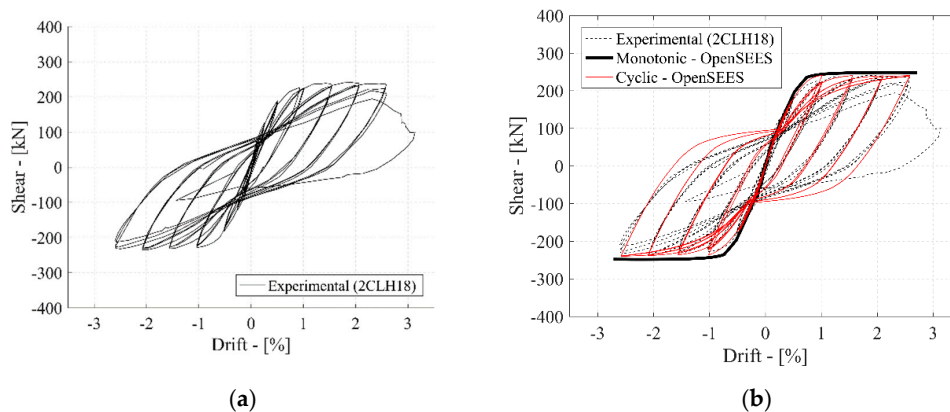 400
300
200
100
0
-100
-200
-300
400
Shear - [kN]
-3 -2 -1 0 1 2 3
Drift - [%]
Experimental (2CLH18)
(a)
400
300
200
100
0
-100
-200
-300
-400
Shear - [kN]
-3 -2 -1 0 1 2 3
Drift - [%]
Experimental (2CLH18)
Monotonic - OpenSEES
Cyclic - OpenSEES
(b)